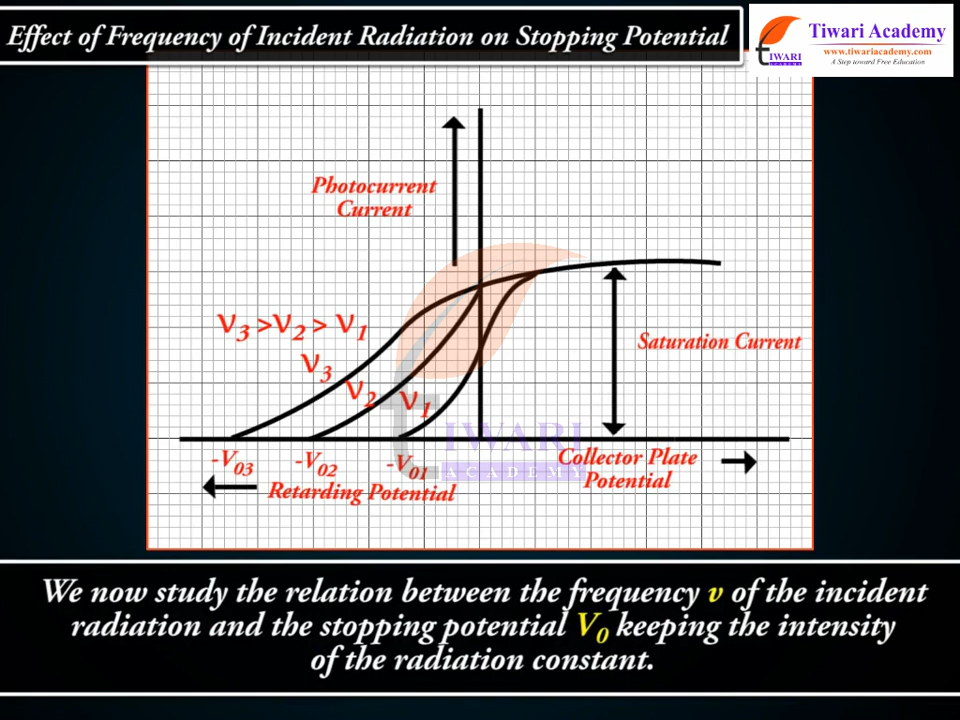 Effect of Frequency of Incident Radiation on Stopping Potential
Tiwari Academy
www.tiwariacademy.com
A Step toward Free Education
IWARI
ACADEMY
Photocurrent
Current
ν3 >ν2 > ν1
ν3
ν2
ν1
Saturation Current
IWARI
ACADEMY
-V03
-V02
-V01
Collector Plate
Potential
Retarding Potential
We now study the relation between the frequency ν of the incident
radiation and the stopping potential V0 keeping the intensity
of the radiation constant.